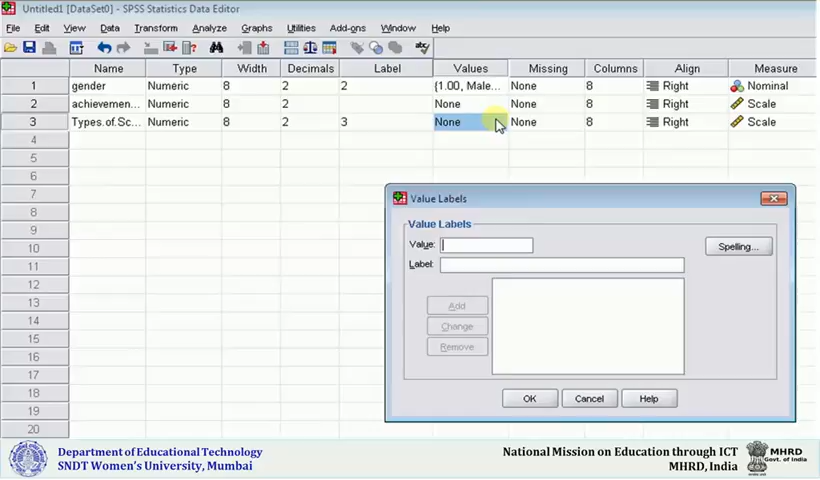 Untitled1 [DataSet0] - SPSS Statistics Data Editor
File Edit View Data Transform Analyze Graphs Utilities Add-ons Window Help
Name Type Width Decimals Label Values Missing Columns Align Measure
1 gender Numeric 8 2 2 {1.00, Male... None 8 Right Nominal
2 achievemen... Numeric 8 2 None None 8 Right Scale
3 Types.of.Sc... Numeric 8 2 3 None None 8 Right Scale
4
5
6
7
8
9
10
11
12
13
14
15
16
17
18
19
20
Value Labels
Value Labels
Value:
Spelling...
Label:
Add
Change
Remove
OK Cancel Help
Department of Educational Technology
SNDT Women's University, Mumbai
National Mission on Education through ICT
MHRD, India
MHRD
Govt. of India